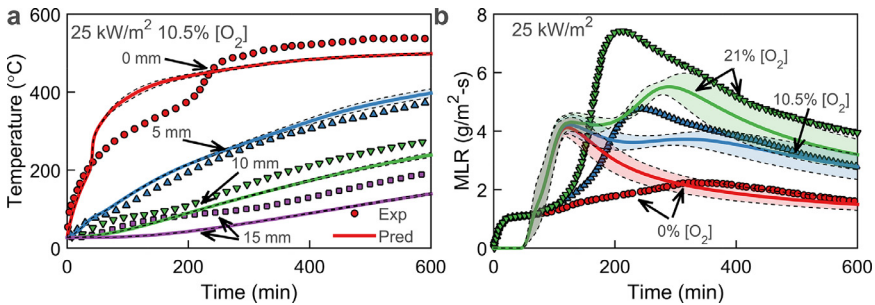 a
25 kW/m² 10.5% [O₂]
0 mm
5 mm
10 mm
15 mm
Exp
Pred
Temperature (°C)
600
400
200
0
0
200
400
600
Time (min)
b
25 kW/m²
21% [O₂]
10.5% [O₂]
0% [O₂]
MLR (g/m²-s)
8
6
4
2
0
0
200
400
600
Time (min)